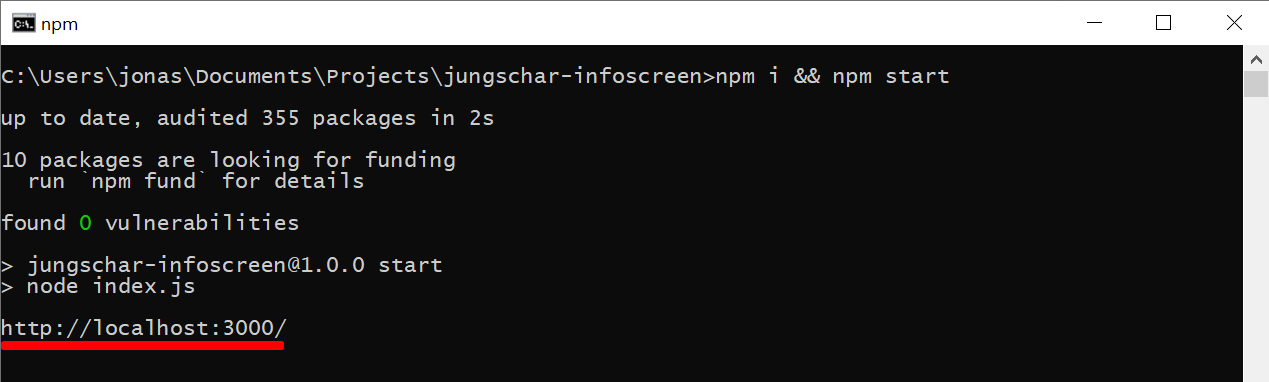 npm
C:\Users\jonas\Documents\Projects\jungschar-infoscreen>npm i && npm start
up to date, audited 355 packages in 2s
10 packages are looking for funding
  run `npm fund` for details
found 0 vulnerabilities
> jungschar-infoscreen@1.0.0 start
> node index.js
http://localhost:3000/